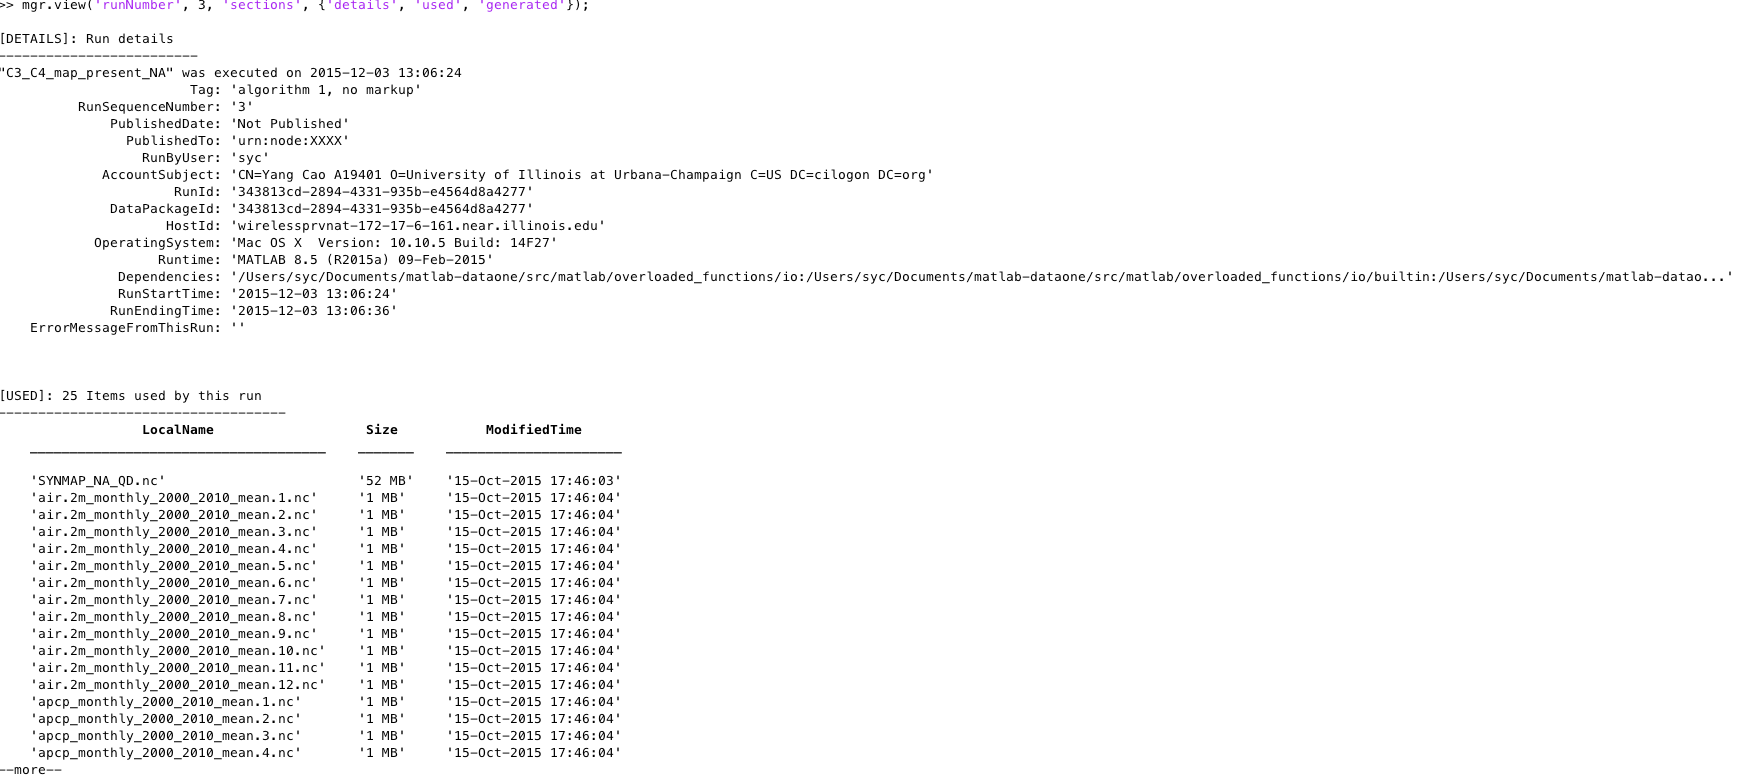 >> mgr.view('runNumber', 3, 'sections', {'details', 'used', 'generated'});
[DETAILS]: Run details
-------------------------
"C3_C4_map_present_NA" was executed on 2015-12-03 13:06:24
Tag: 'algorithm 1, no markup'
RunSequenceNumber: '3'
PublishedDate: 'Not Published'
PublishedTo: 'urn:node:XXXX'
RunByUser: 'syc'
AccountSubject: 'CN=Yang Cao A19401 O=University of Illinois at Urbana-Champaign C=US DC=cilogon DC=org'
RunId: '343813cd-2894-4331-935b-e4564d8a4277'
DataPackageId: '343813cd-2894-4331-935b-e4564d8a4277'
HostId: 'wirelessprvnat-172-17-6-161.near.illinois.edu'
OperatingSystem: 'Mac OS X  Version: 10.10.5 Build: 14F27'
Runtime: 'MATLAB 8.5 (R2015a) 09-Feb-2015'
Dependencies: '/Users/syc/Documents/matlab-dataone/src/matlab/overloaded_functions/io:/Users/syc/Documents/matlab-dataone/src/matlab/overloaded_functions/io/builtin:/Users/syc/Documents/matlab-datao...'
RunStartTime: '2015-12-03 13:06:24'
RunEndingTime: '2015-12-03 13:06:36'
ErrorMessageFromThisRun: ''
[USED]: 25 Items used by this run
------------------------------------
LocalName Size ModifiedTime
_____________________________________ _______ ______________________
'SYNMAP_NA_QD.nc' '52 MB' '15-Oct-2015 17:46:03'
'air.2m_monthly_2000_2010_mean.1.nc' '1 MB' '15-Oct-2015 17:46:04'
'air.2m_monthly_2000_2010_mean.2.nc' '1 MB' '15-Oct-2015 17:46:04'
'air.2m_monthly_2000_2010_mean.3.nc' '1 MB' '15-Oct-2015 17:46:04'
'air.2m_monthly_2000_2010_mean.4.nc' '1 MB' '15-Oct-2015 17:46:04'
'air.2m_monthly_2000_2010_mean.5.nc' '1 MB' '15-Oct-2015 17:46:04'
'air.2m_monthly_2000_2010_mean.6.nc' '1 MB' '15-Oct-2015 17:46:04'
'air.2m_monthly_2000_2010_mean.7.nc' '1 MB' '15-Oct-2015 17:46:04'
'air.2m_monthly_2000_2010_mean.8.nc' '1 MB' '15-Oct-2015 17:46:04'
'air.2m_monthly_2000_2010_mean.9.nc' '1 MB' '15-Oct-2015 17:46:04'
'air.2m_monthly_2000_2010_mean.10.nc' '1 MB' '15-Oct-2015 17:46:04'
'air.2m_monthly_2000_2010_mean.11.nc' '1 MB' '15-Oct-2015 17:46:04'
'air.2m_monthly_2000_2010_mean.12.nc' '1 MB' '15-Oct-2015 17:46:04'
'apcp_monthly_2000_2010_mean.1.nc' '1 MB' '15-Oct-2015 17:46:04'
'apcp_monthly_2000_2010_mean.2.nc' '1 MB' '15-Oct-2015 17:46:04'
'apcp_monthly_2000_2010_mean.3.nc' '1 MB' '15-Oct-2015 17:46:04'
'apcp_monthly_2000_2010_mean.4.nc' '1 MB' '15-Oct-2015 17:46:04'
--more--